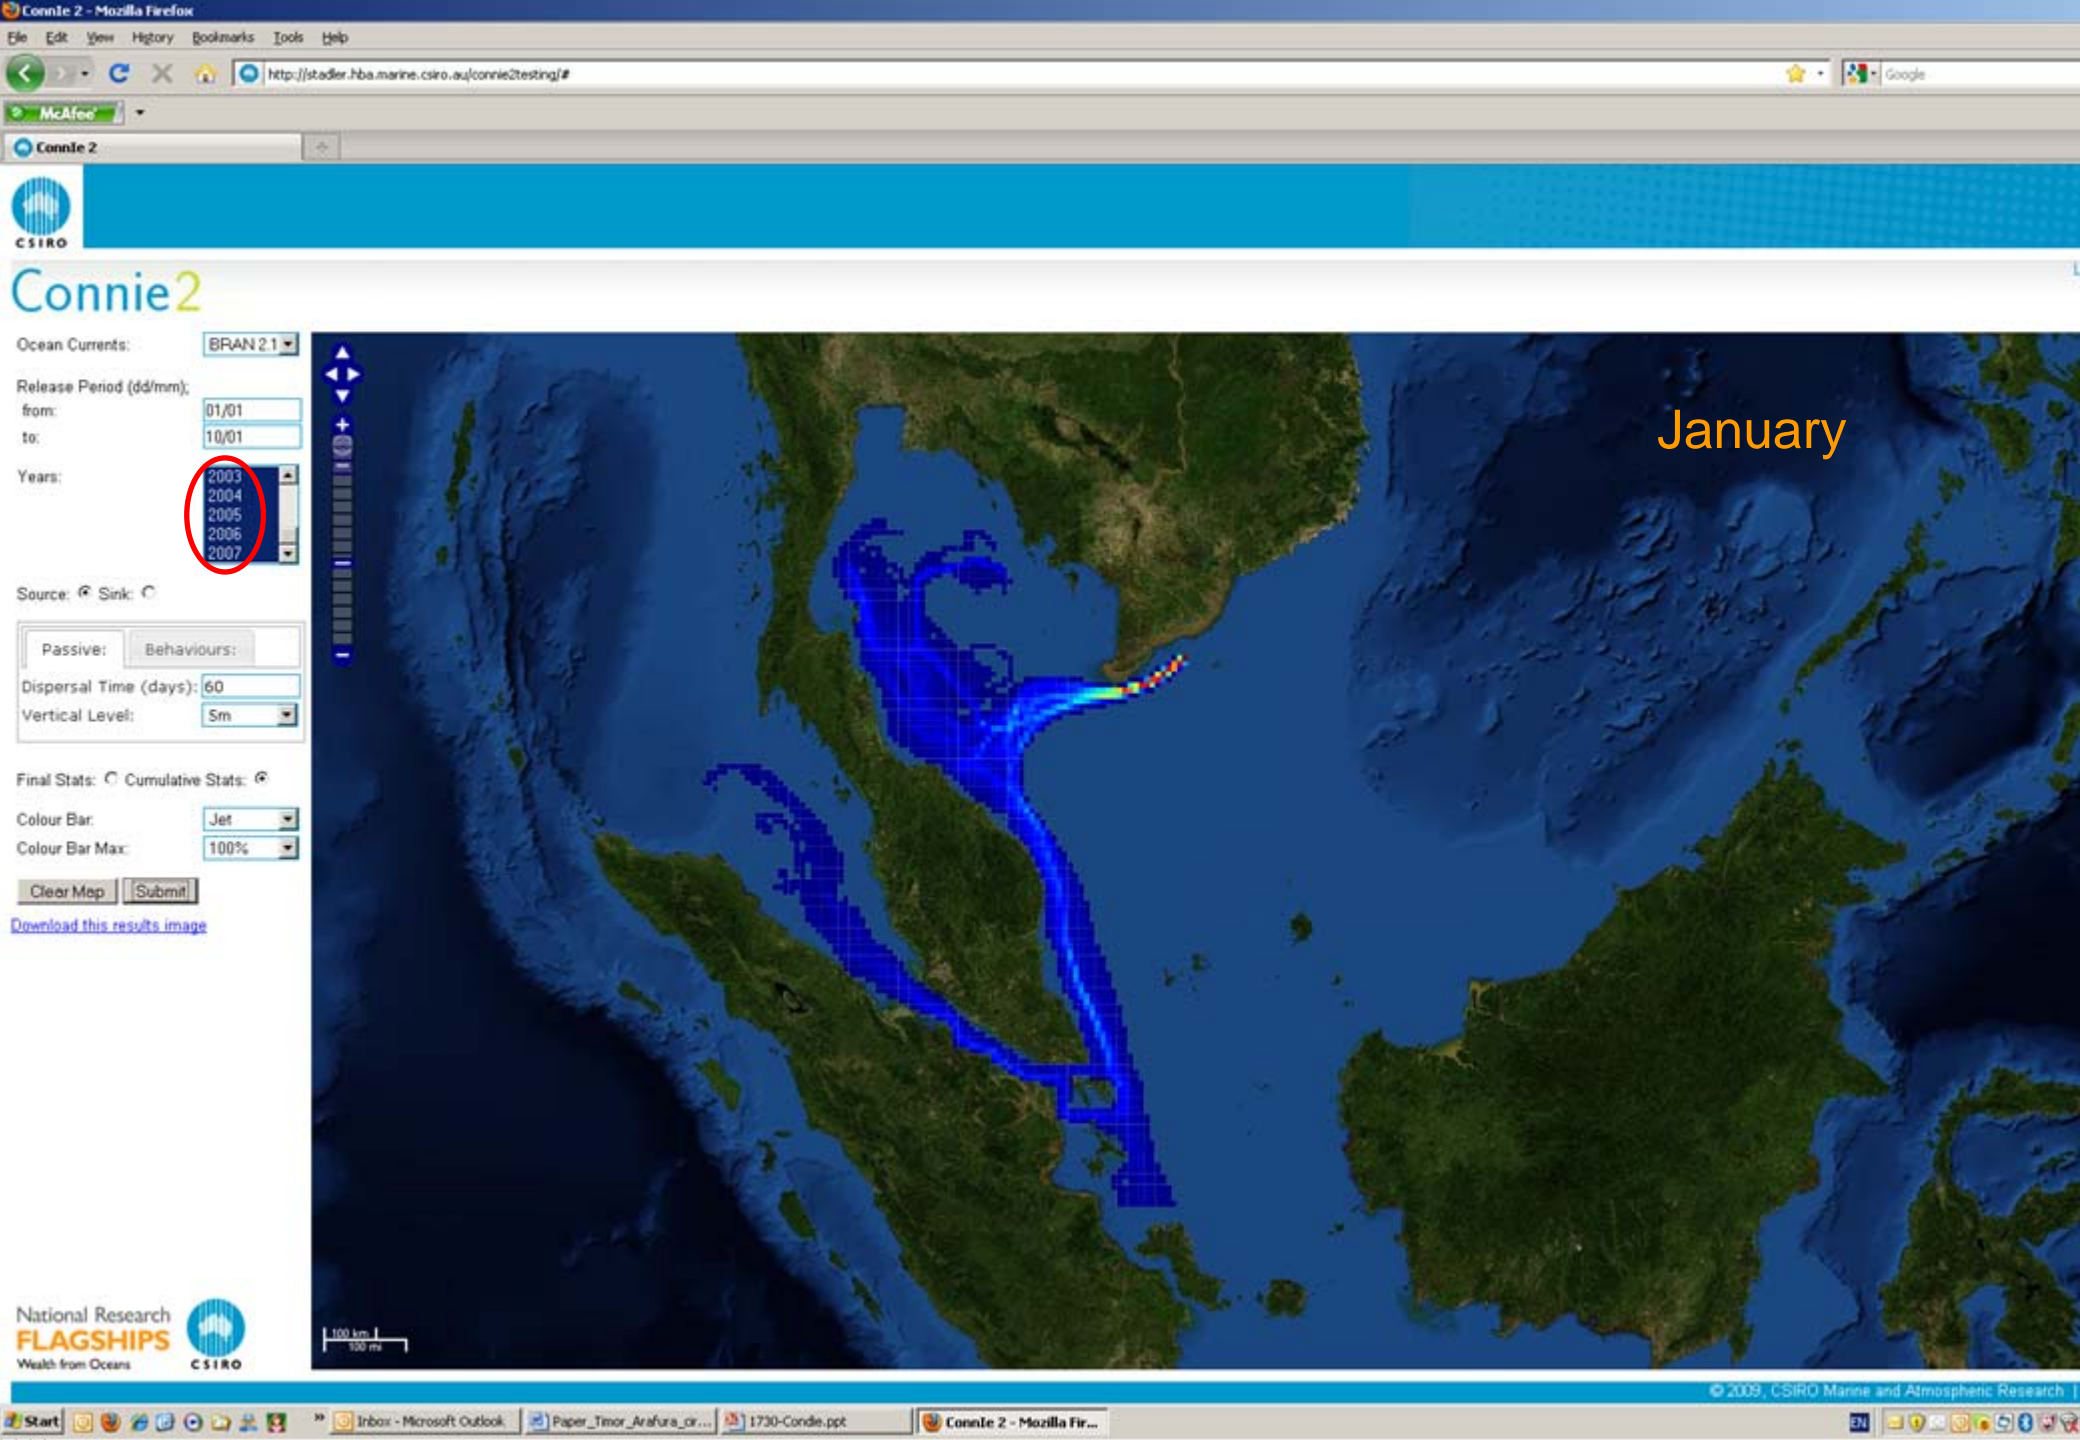 ConnIe 2 - Mozilla Firefox
File Edit View History Bookmarks Tools Help
http://stadler.hba.marine.csiro.au/connie2testing/#
Google
McAfee
ConnIe 2
CSIRO
Connie2
Ocean Currents: BRAN 2.1
Release Period (dd/mm);
from: 01/01
to: 10/01
Years: 2003
2004
2005
2006
2007
Source: Sink:
Passive: Behaviours:
Dispersal Time (days): 60
Vertical Level: 5m
Final Stats: Cumulative Stats:
Colour Bar: Jet
Colour Bar Max: 100%
Clear Map Submit
Download this results image
January
100 km
100 mi
National Research
FLAGSHIPS
Wealth from Oceans
CSIRO
© 2009, CSIRO Marine and Atmospheric Research |
Start
Inbox - Microsoft Outlook
Paper_Timor_Arafura_cir...
1730-Condie.ppt
ConnIe 2 - Mozilla Fir...
EN